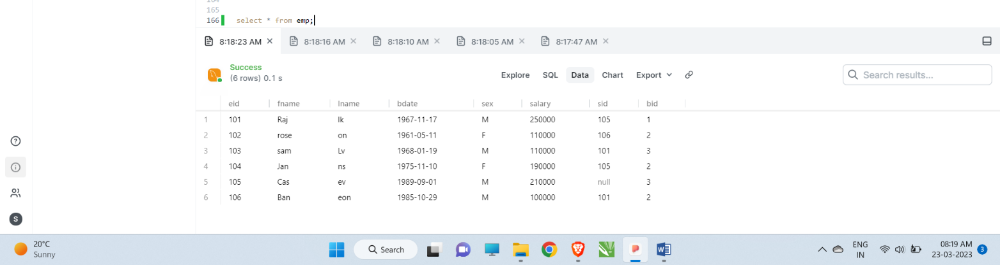 165
166 select * from emp;
8:18:23 AM 8:18:16 AM 8:18:10 AM 8:18:05 AM 8:17:47 AM
Success
(6 rows) 0.1 s
Explore SQL Data Chart Export
Search results...
eid fname lname bdate sex salary sid bid
1 101 Raj lk 1967-11-17 M 250000 105 1
2 102 rose on 1961-05-11 F 110000 106 2
3 103 sam Lv 1968-01-19 M 110000 101 3
4 104 Jan ns 1975-11-10 F 190000 105 2
5 105 Cas ev 1989-09-01 M 210000 null 3
6 106 Ban eon 1985-10-29 M 100000 101 2
S
20°C
Sunny
Search
ENG
IN
08:19 AM
23-03-2023
3